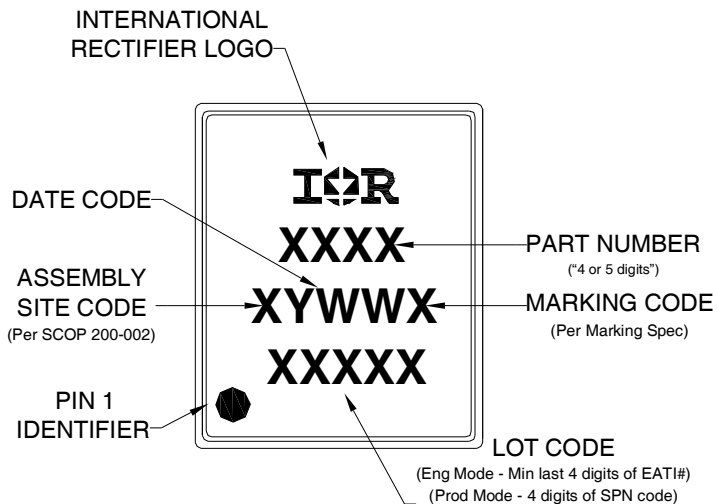 INTERNATIONAL
RECTIFIER LOGO
IOR
DATE CODE
XXXX
PART NUMBER
("4 or 5 digits")
ASSEMBLY
SITE CODE
(Per SCOP 200-002)
XYWWX
MARKING CODE
(Per Marking Spec)
XXXXX
PIN 1
IDENTIFIER
LOT CODE
(Eng Mode - Min last 4 digits of EATI#)
(Prod Mode - 4 digits of SPN code)